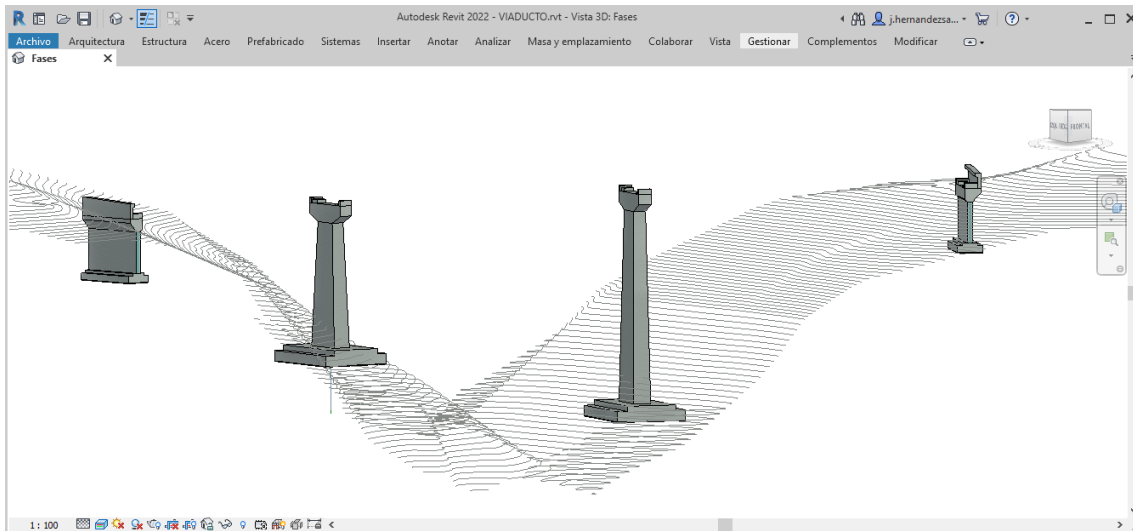 Autodesk Revit 2022 - VIADUCTO.rvt - Vista 3D: Fases
j.hernandezsa...
Archivo Arquitectura Estructura Acero Prefabricado Sistemas Insertar Anotar Analizar Masa y emplazamiento Colaborar Vista Gestionar Complementos Modificar
Fases
1 : 100